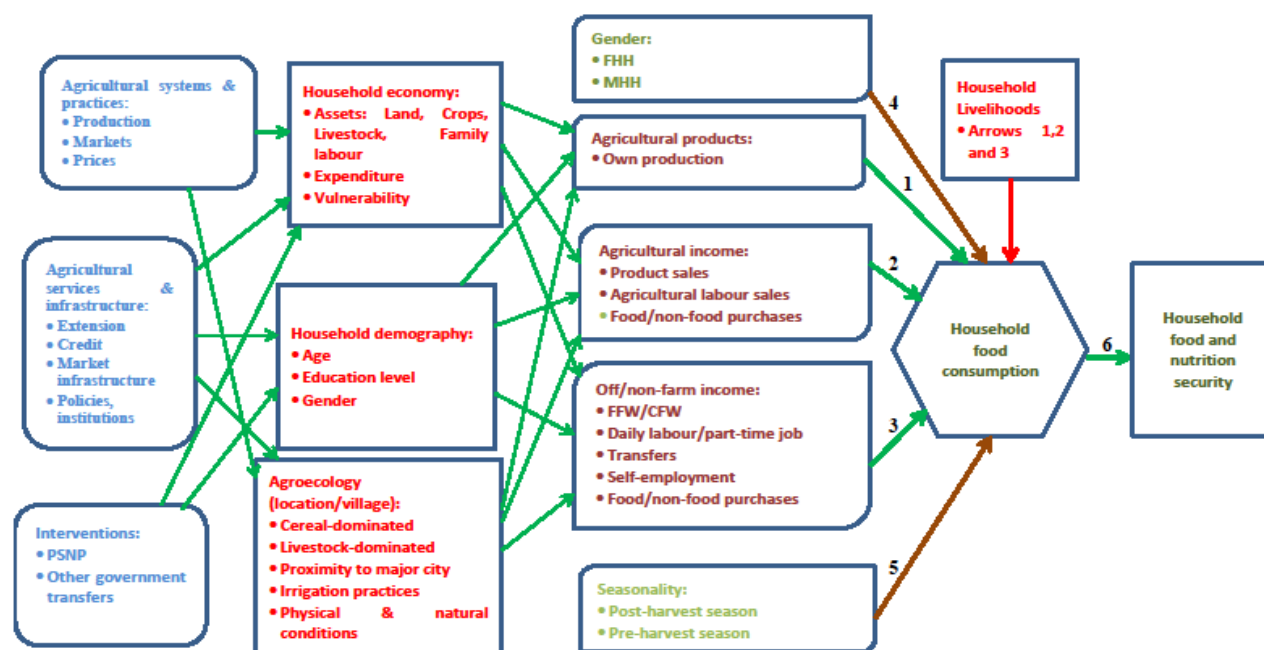 Agricultural systems &
practices:
• Production
• Markets
• Prices
Agricultural
services &
infrastructure:
• Extension
• Credit
• Market
infrastructure
• Policies,
institutions
Interventions:
• PSNP
• Other government
transfers
Household economy:
• Assets: Land, Crops,
Livestock, Family
labour
• Expenditure
• Vulnerability
Household demography:
• Age
• Education level
• Gender
Agroecology
(location/village):
• Cereal-dominated
• Livestock-dominated
• Proximity to major city
• Irrigation practices
• Physical & natural
conditions
Gender:
• FHH
• MHH
Agricultural products:
• Own production
Agricultural income:
• Product sales
• Agricultural labour sales
• Food/non-food purchases
Off/non-farm income:
• FFW/CFW
• Daily labour/part-time job
• Transfers
• Self-employment
• Food/non-food purchases
Seasonality:
• Post-harvest season
• Pre-harvest season
4
1
2
3
5
Household
Livelihoods
• Arrows 1,2
and 3
Household
food
consumption
6
Household
food and
nutrition
security